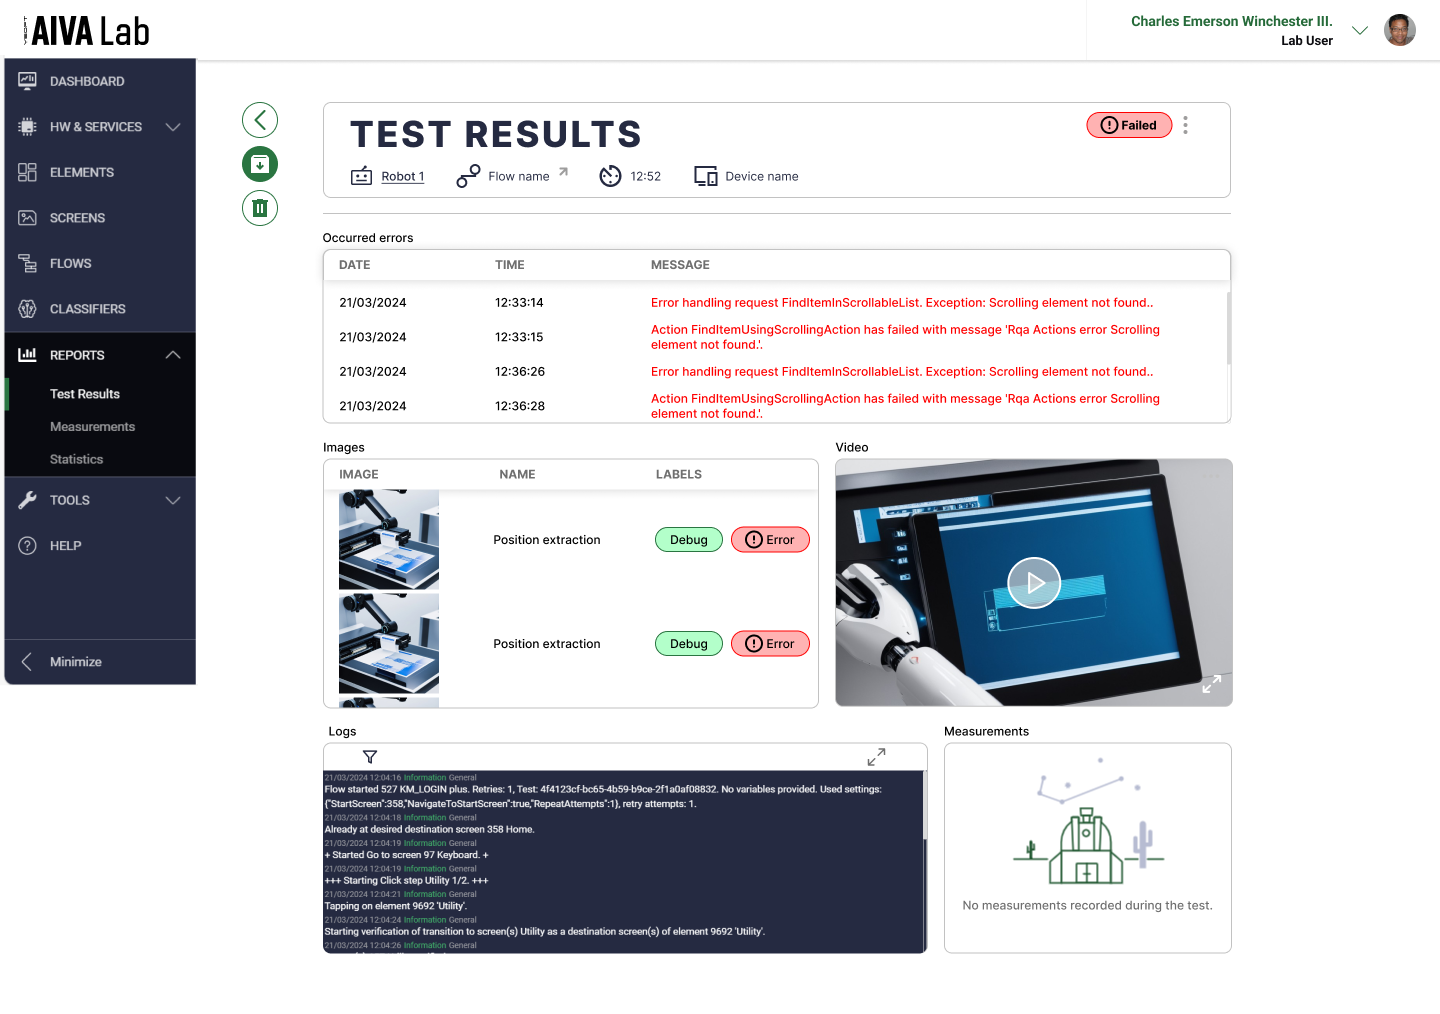 AIVA Lab
Charles Emerson Winchester III.
Lab User
DASHBOARD
HW & SERVICES
ELEMENTS
SCREENS
FLOWS
CLASSIFIERS
REPORTS
Test Results
Measurements
Statistics
TOOLS
HELP
Minimize
TEST RESULTS
Failed
Robot 1
Flow name
12:52
Device name
Occurred errors
DATE TIME MESSAGE
21/03/2024 12:33:14 Error handling request FindItemInScrollableList. Exception: Scrolling element not found..
21/03/2024 12:33:15 Action FindItemUsingScrollingAction has failed with message 'Rqa Actions error Scrolling
element not found.'.
21/03/2024 12:36:26 Error handling request FindItemInScrollableList. Exception: Scrolling element not found..
21/03/2024 12:36:28 Action FindItemUsingScrollingAction has failed with message 'Rqa Actions error Scrolling
element not found.'.
Images
IMAGE NAME LABELS
Position extraction Debug Error
Position extraction Debug Error
Video
Logs
21/03/2024 12:04:16 Information General
Flow started 527 KM_LOGIN plus. Retries: 1, Test: 4f4123cf-bc65-4b59-b9ce-2f1a0af08832. No variables provided. Used settings:
{"StartScreen":358,"NavigateToStartScreen":true,"RepeatAttempts":1}, retry attempts: 1.
21/03/2024 12:04:18 Information General
Already at desired destination screen 358 Home.
21/03/2024 12:04:19 Information General
+ Started Go to screen 97 Keyboard. +
21/03/2024 12:04:19 Information General
+++ Starting Click step Utility 1/2. +++
21/03/2024 12:04:21 Information General
Tapping on element 9692 'Utility'.
21/03/2024 12:04:24 Information General
Starting verification of transition to screen(s) Utility as a destination screen(s) of element 9692 'Utility'.
21/03/2024 12:04:26 Information General
Measurements
No measurements recorded during the test.